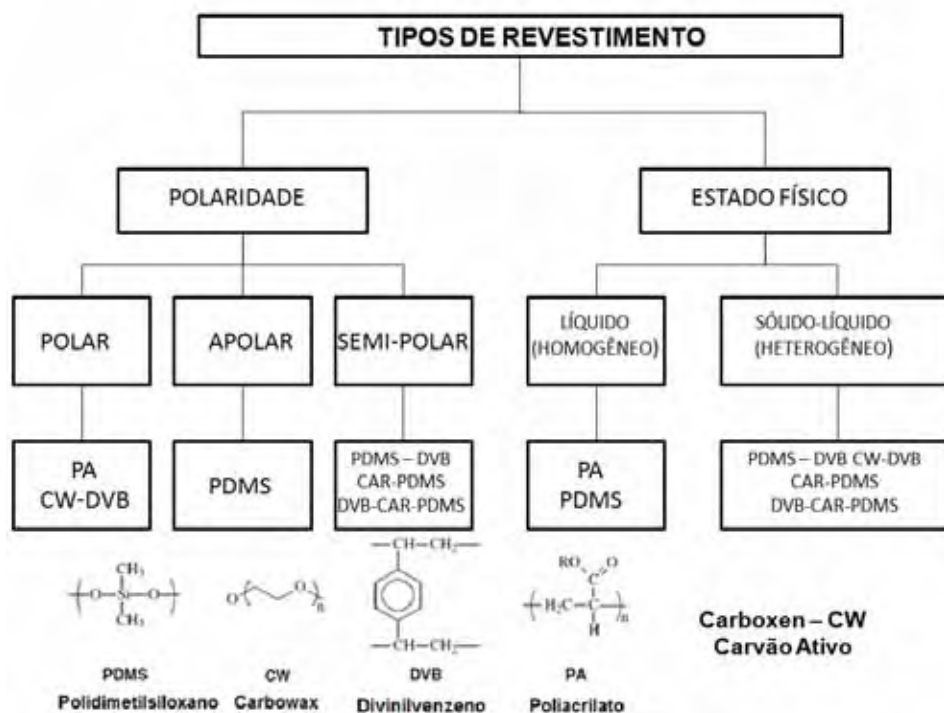 TIPOS DE REVESTIMENTO
POLARIDADE
ESTADO FÍSICO
POLAR
APOLAR
SEMI-POLAR
LÍQUIDO
(HOMOGÊNEO)
SÔLIDO-LÍQUIDO
(HETEROGÊNEO)
PA
CW-DVB
PDMS
PDMS – DVB
CAR-PDMS
DVB-CAR-PDMS
PA
PDMS
PDMS – DVB CW-DVB
CAR-PDMS
DVB-CAR-PDMS
CH3
O Si O
CH3
n
O
O
n
CH CH2
CH CH2
RO C O
H2C C
H
n
Carboxen – CW
Carvão Ativo
PDMS
Polidimetilsiloxano
CW
Carbowax
DVB
Divinilvenzeno
PA
Poliacrilato